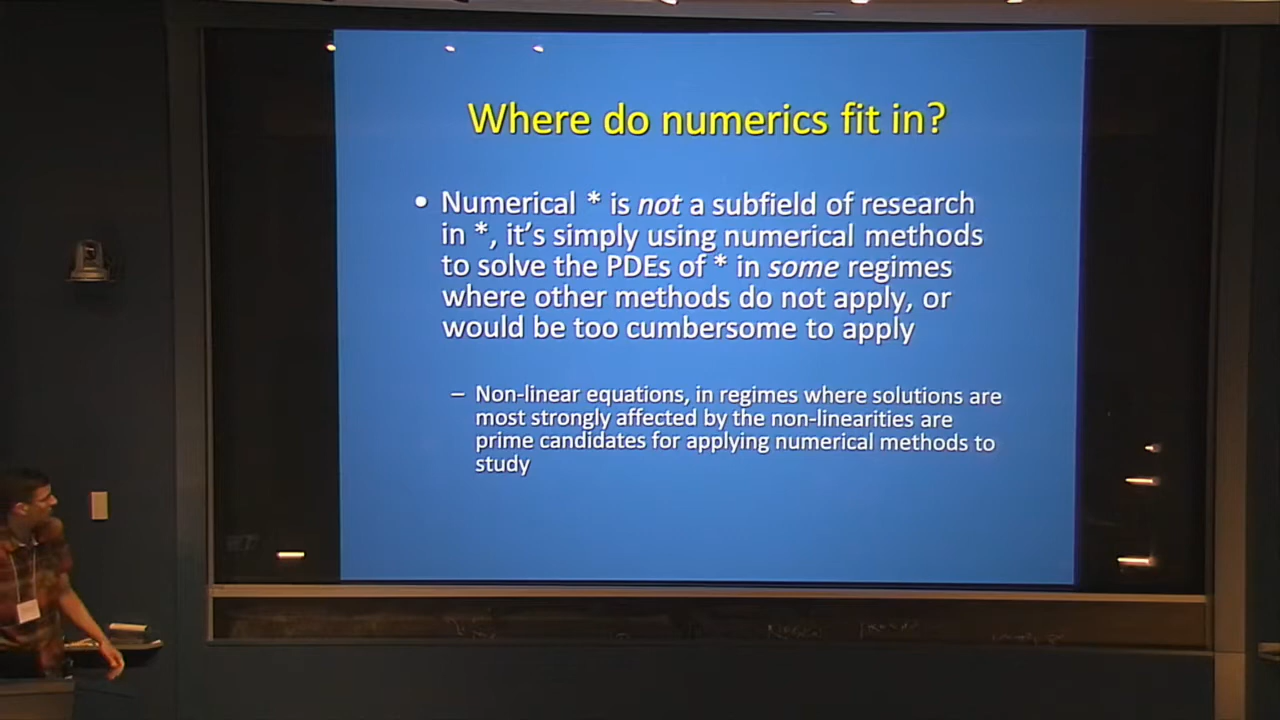 Where do numerics fit in?
• Numerical * is not a subfield of research
in *, it's simply using numerical methods
to solve the PDEs of * in some regimes
where other methods do not apply, or
would be too cumbersome to apply
– Non-linear equations, in regimes where solutions are
most strongly affected by the non-linearities are
prime candidates for applying numerical methods to
study